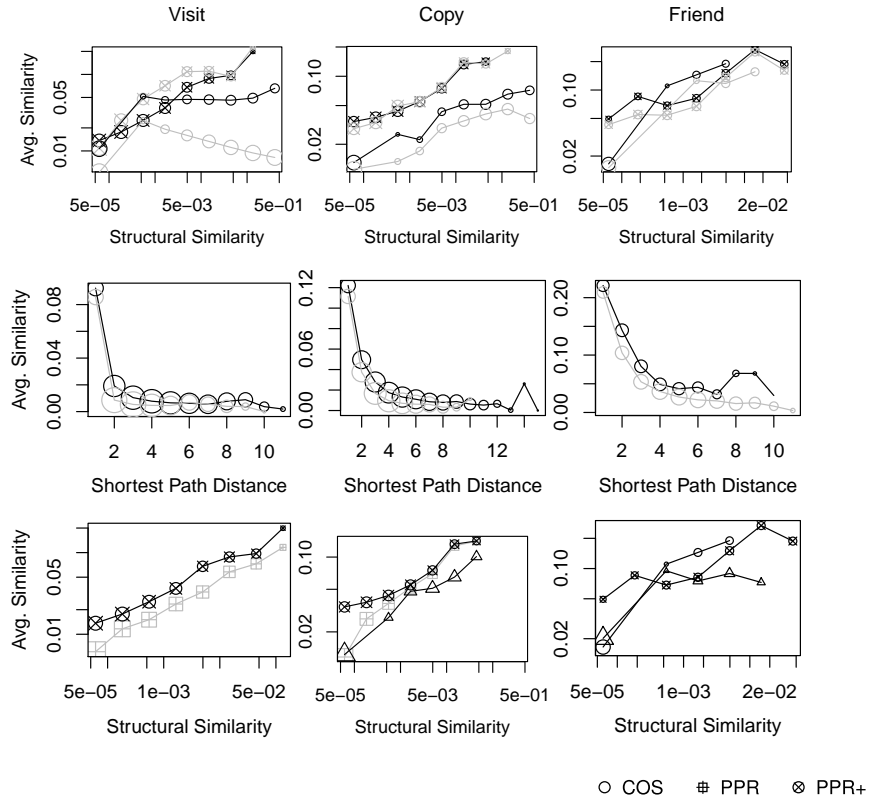 Visit Copy Friend
Avg. Similarity
0.01 0.05
0.02 0.10
0.02 0.10
5e−05 5e−03 5e−01
5e−05 5e−03 5e−01
5e−05 1e−03 2e−02
Structural Similarity Structural Similarity Structural Similarity
Avg. Similarity
0.00 0.04 0.08
0.00 0.06 0.12
0.00 0.10 0.20
2 4 6 8 10
2 4 6 8 12
2 4 6 8 10
Shortest Path Distance Shortest Path Distance Shortest Path Distance
Avg. Similarity
0.01 0.05
0.02 0.10
0.02 0.10
5e−05 1e−03 5e−02
5e−05 5e−03 5e−01
5e−05 1e−03 2e−02
Structural Similarity Structural Similarity Structural Similarity
COS PPR PPR+